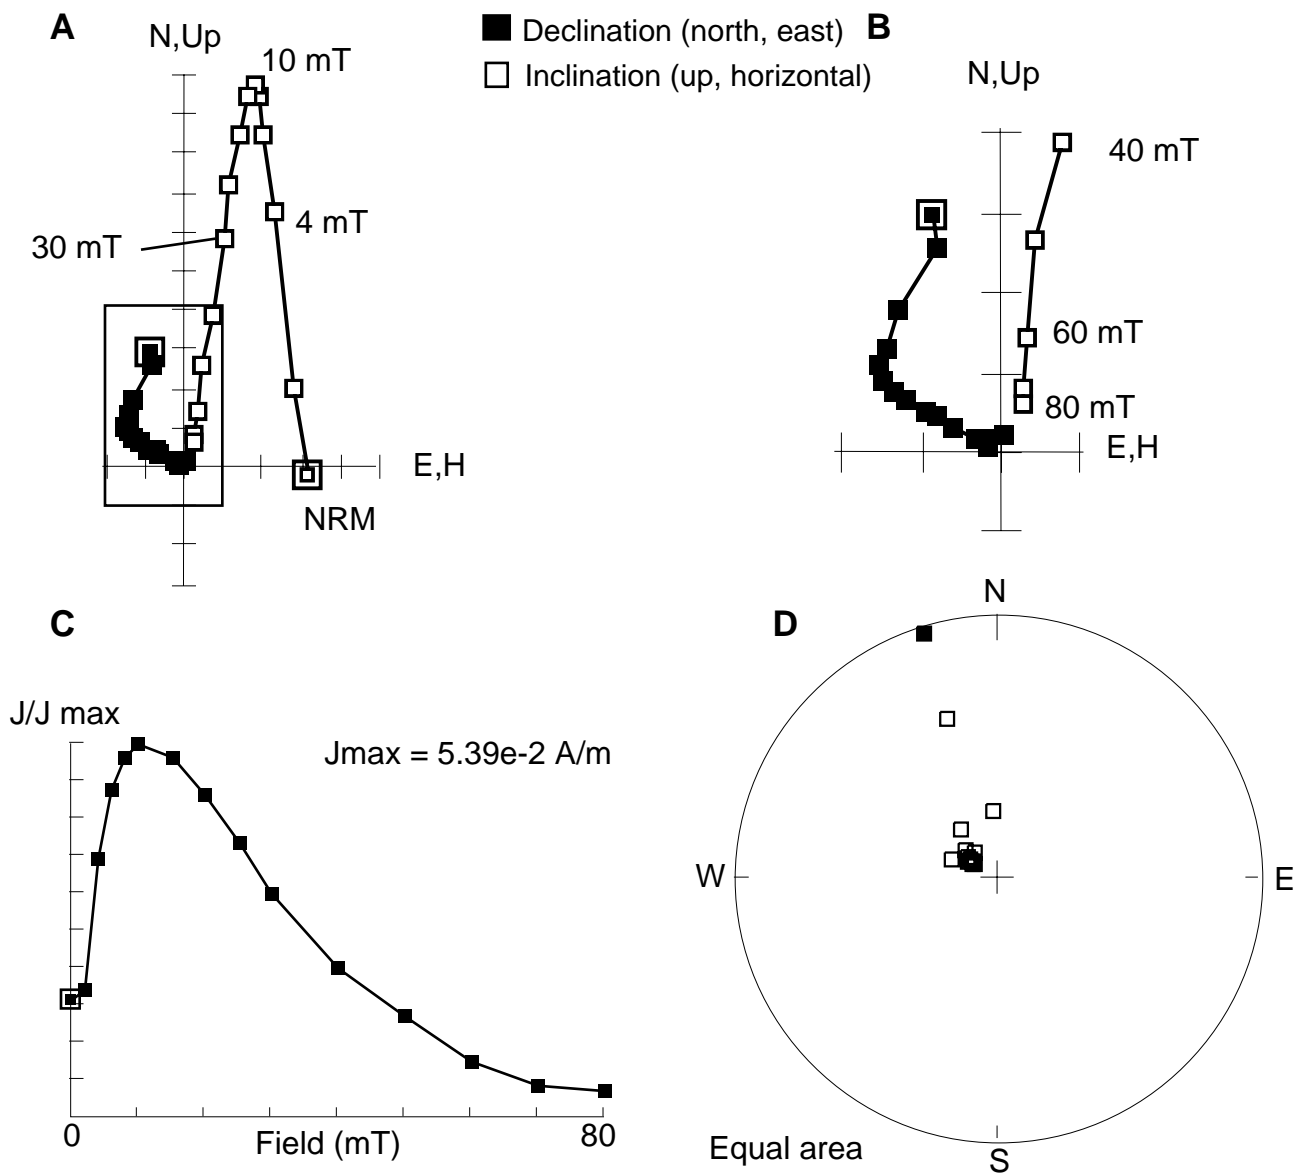 A
N,Up
10 mT
4 mT
30 mT
E,H
NRM
Declination (north, east)
Inclination (up, horizontal)
B
N,Up
40 mT
60 mT
80 mT
E,H
C
J/J max
Jmax = 5.39e-2 A/m
0
Field (mT)
80
D
N
W
E
S
Equal area